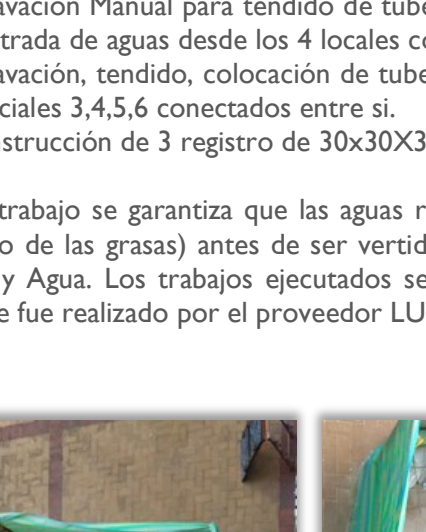 avación Manual para tendido de tube
trada de aguas desde los 4 locales co
avación, tendido, colocación de tube
ciales 3,4,5,6 conectados entre si.
nstrucción de 3 registro de 30x30X3
trabajo se garantiza que las aguas r
o de las grasas) antes de ser vertid
y Agua. Los trabajos ejecutados se
e fue realizado por el proveedor LU